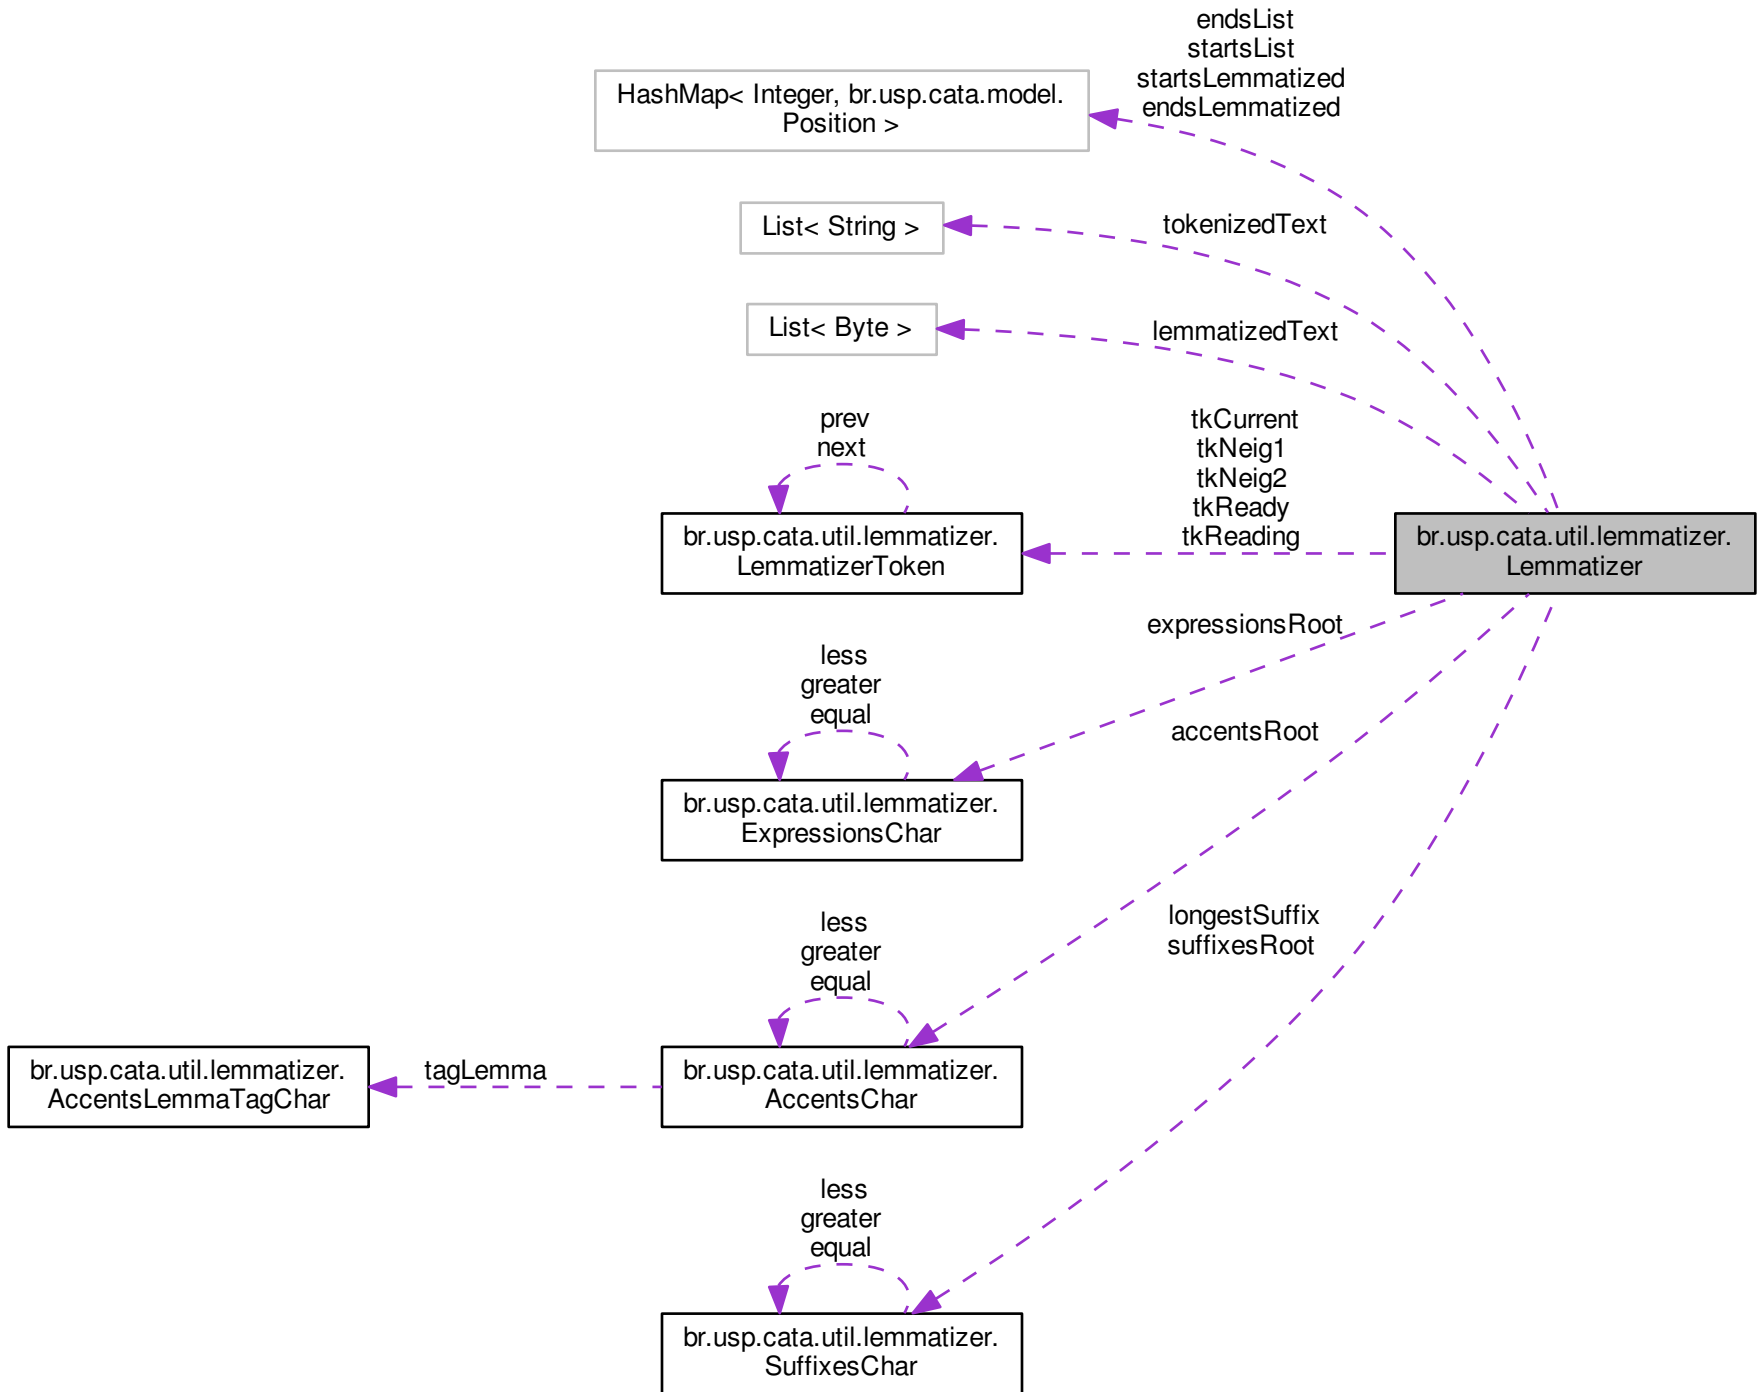 endsList
startsList
startsLemmatized
endsLemmatized
HashMap< Integer, br.usp.cata.model.
Position >
tokenizedText
List< String >
lemmatizedText
List< Byte >
prev
next
tkCurrent
tkNeig1
tkNeig2
tkReady
tkReading
br.usp.cata.util.lemmatizer.
LemmatizerToken
br.usp.cata.util.lemmatizer.
Lemmatizer
expressionsRoot
less
greater
equal
accentsRoot
br.usp.cata.util.lemmatizer.
ExpressionsChar
longestSuffix
suffixesRoot
less
greater
equal
br.usp.cata.util.lemmatizer.
AccentsLemmaTagChar
tagLemma
br.usp.cata.util.lemmatizer.
AccentsChar
less
greater
equal
br.usp.cata.util.lemmatizer.
SuffixesChar